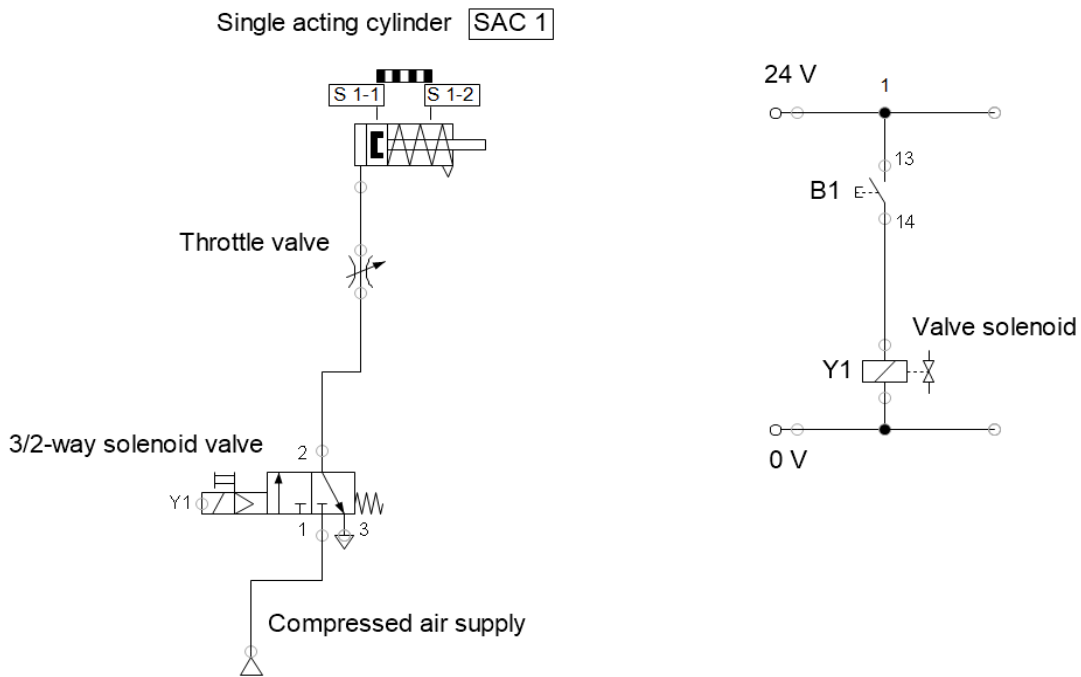 Single acting cylinder SAC 1
S 1-1 S 1-2
Throttle valve
3/2-way solenoid valve
2
Y1
1 3
Compressed air supply
24 V
1
13
B1
14
Valve solenoid
Y1
0 V